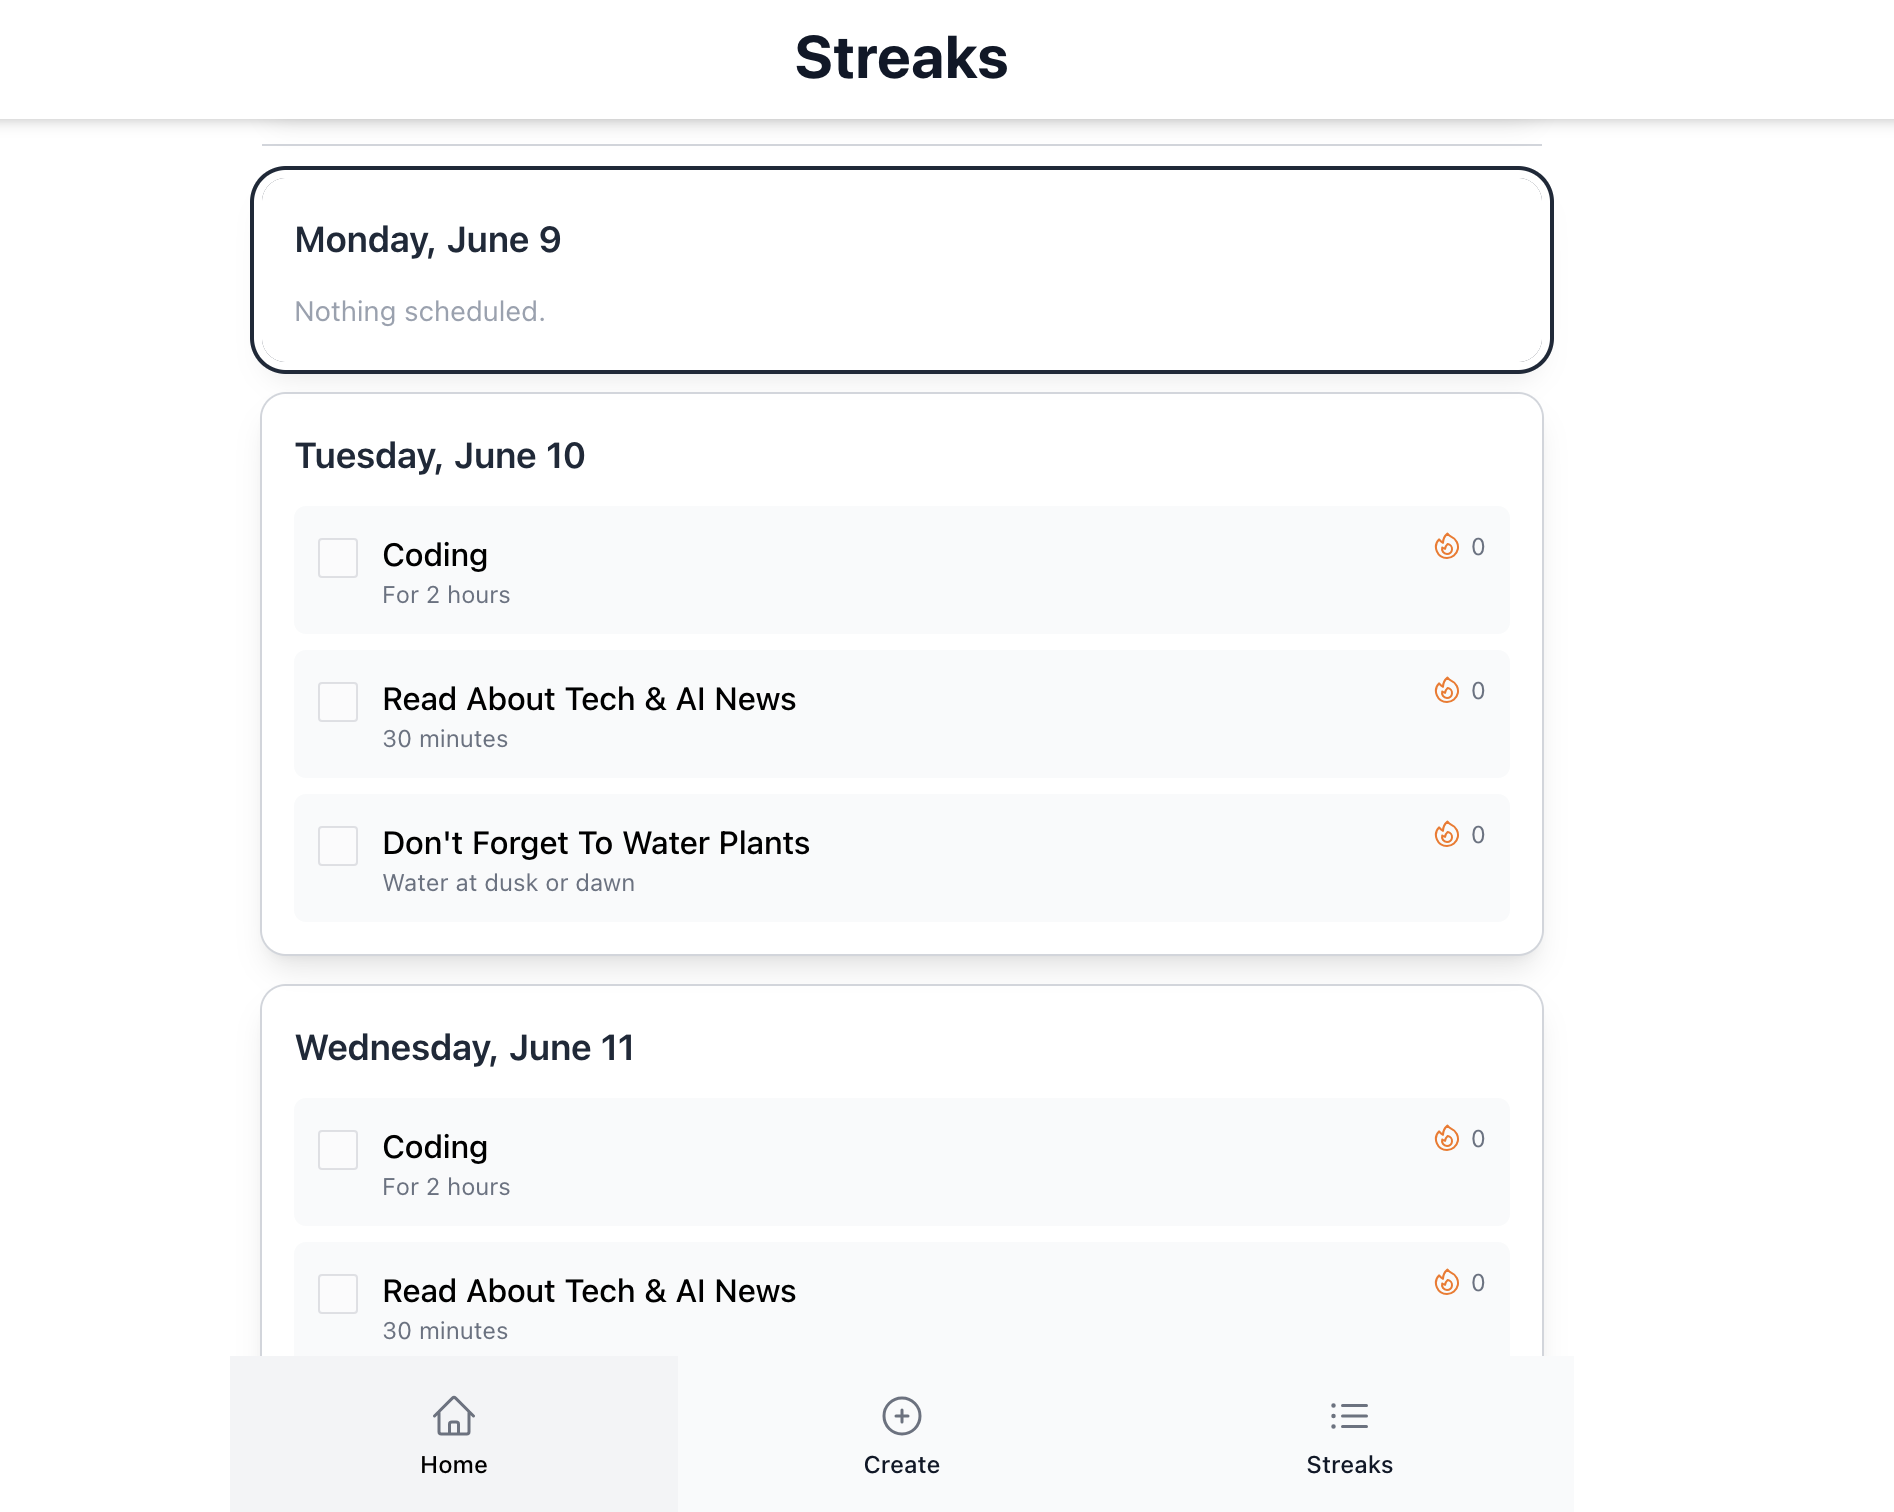 Streaks
Monday, June 9
Nothing scheduled.
Tuesday, June 10
Coding
0
For 2 hours
Read About Tech & AI News
0
30 minutes
Don't Forget To Water Plants
0
Water at dusk or dawn
Wednesday, June 11
Coding
0
For 2 hours
Read About Tech & AI News
0
30 minutes
Home
Create
Streaks